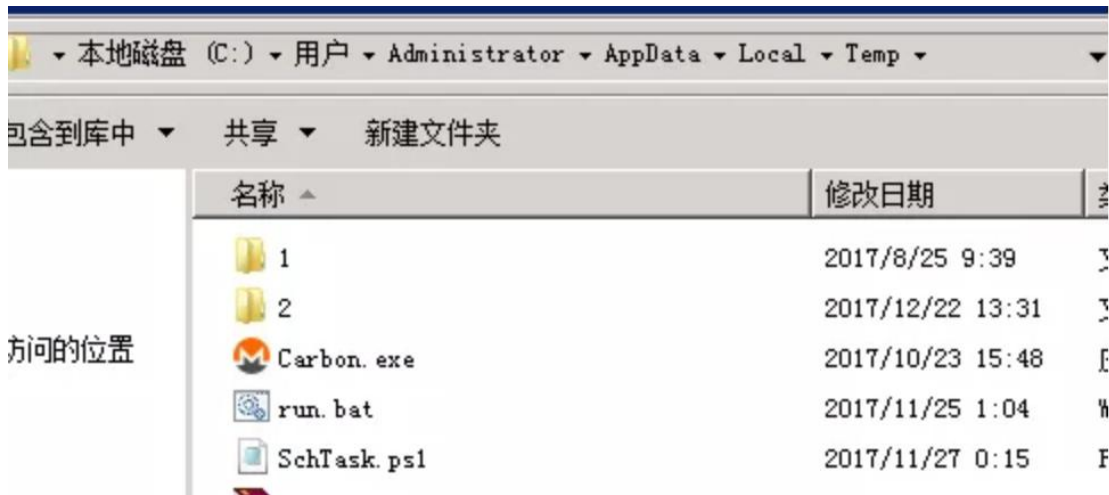 本地磁盘 (C:) 用户 Administrator AppData Local Temp
包含到库中 共享 新建文件夹
名称 修改日期
1 2017/8/25 9:39
2 2017/12/22 13:31
访问的位置
Carbon.exe 2017/10/23 15:48
run.bat 2017/11/25 1:04
SchTask.ps1 2017/11/27 0:15